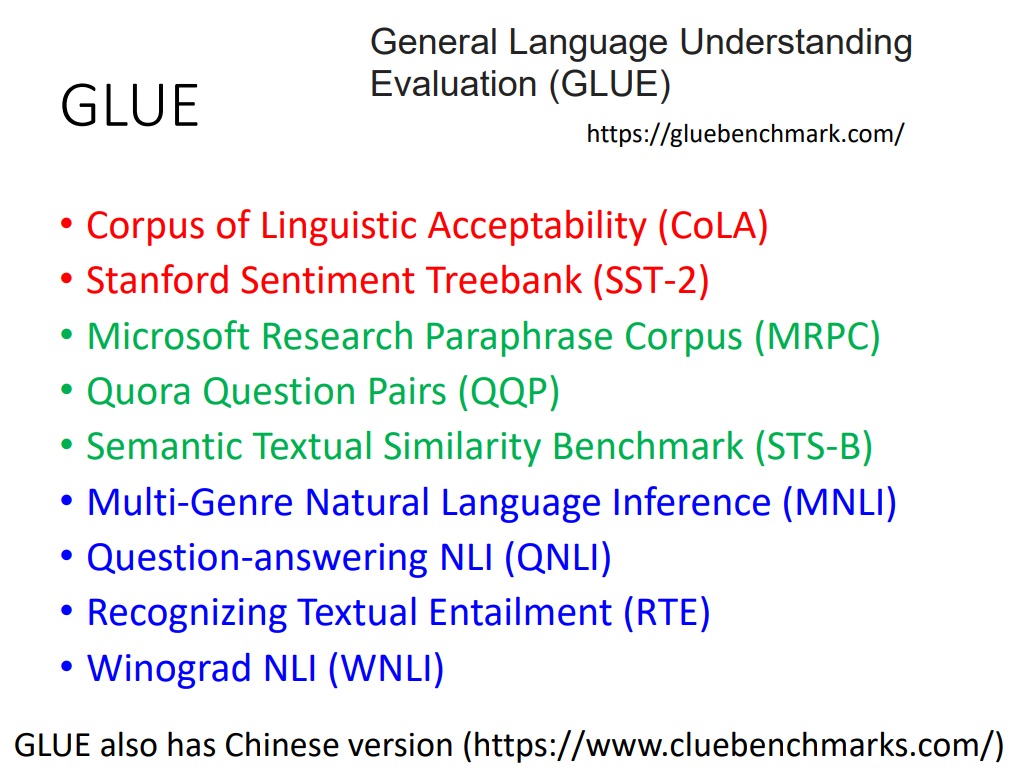 General Language Understanding
Evaluation (GLUE)
GLUE
https://gluebenchmark.com/
• Corpus of Linguistic Acceptability (CoLA)
• Stanford Sentiment Treebank (SST-2)
• Microsoft Research Paraphrase Corpus (MRPC)
• Quora Question Pairs (QQP)
• Semantic Textual Similarity Benchmark (STS-B)
• Multi-Genre Natural Language Inference (MNLI)
• Question-answering NLI (QNLI)
• Recognizing Textual Entailment (RTE)
• Winograd NLI (WNLI)
GLUE also has Chinese version (https://www.cluebenchmarks.com/)